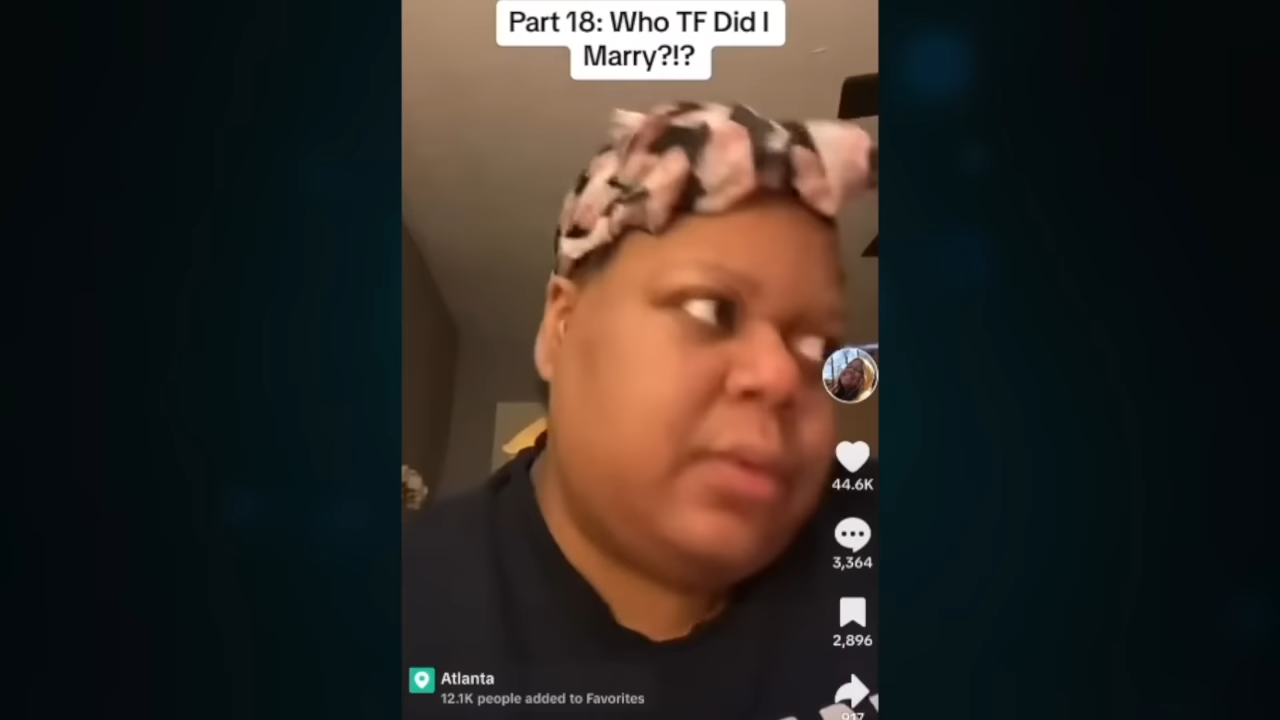 Part 18: Who TF Did I
Marry?!?
44.6K
3,364
2,896
917
Atlanta
12.1K people added to Favorites